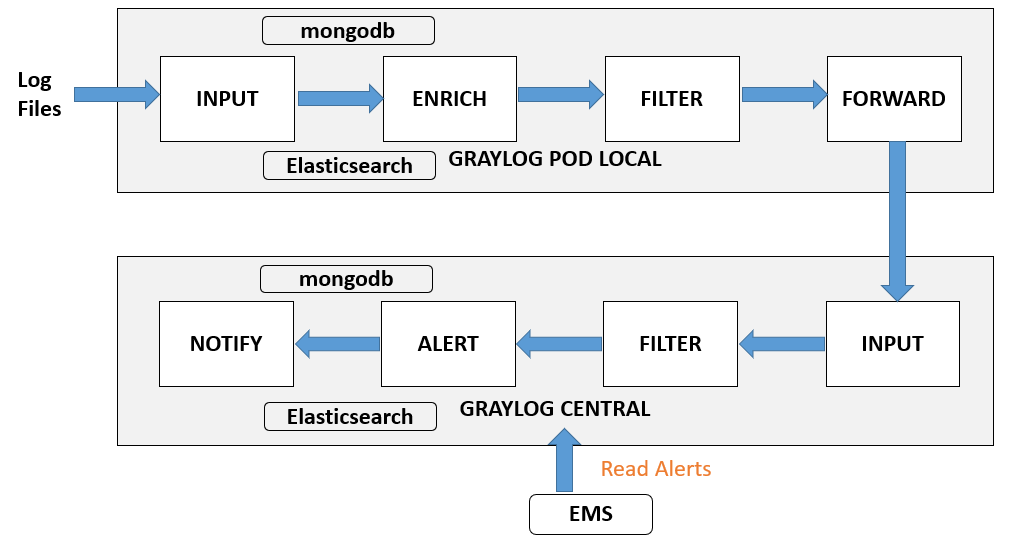 mongodb
Log
Files
INPUT
ENRICH
FILTER
FORWARD
Elasticsearch
GRAYLOG POD LOCAL
mongodb
NOTIFY
ALERT
FILTER
INPUT
Elasticsearch
GRAYLOG CENTRAL
Read Alerts
EMS